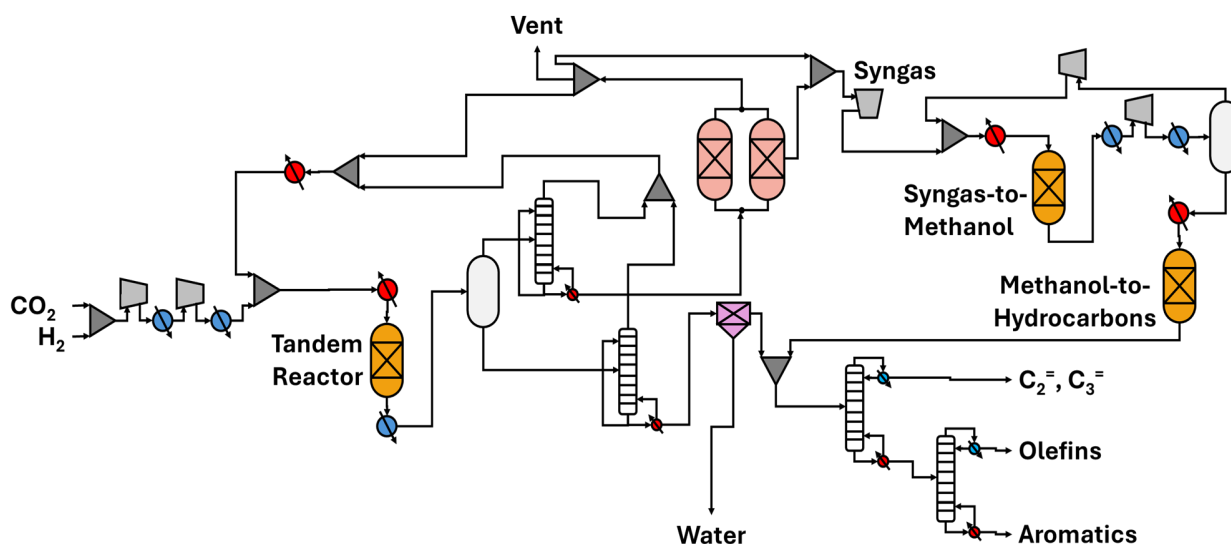 Vent
Syngas
Syngas-to-
Methanol
CO₂
H₂
Tandem
Reactor
Methanol-to-
Hydrocarbons
C₂⁼, C₃⁼
Olefins
Aromatics
Water